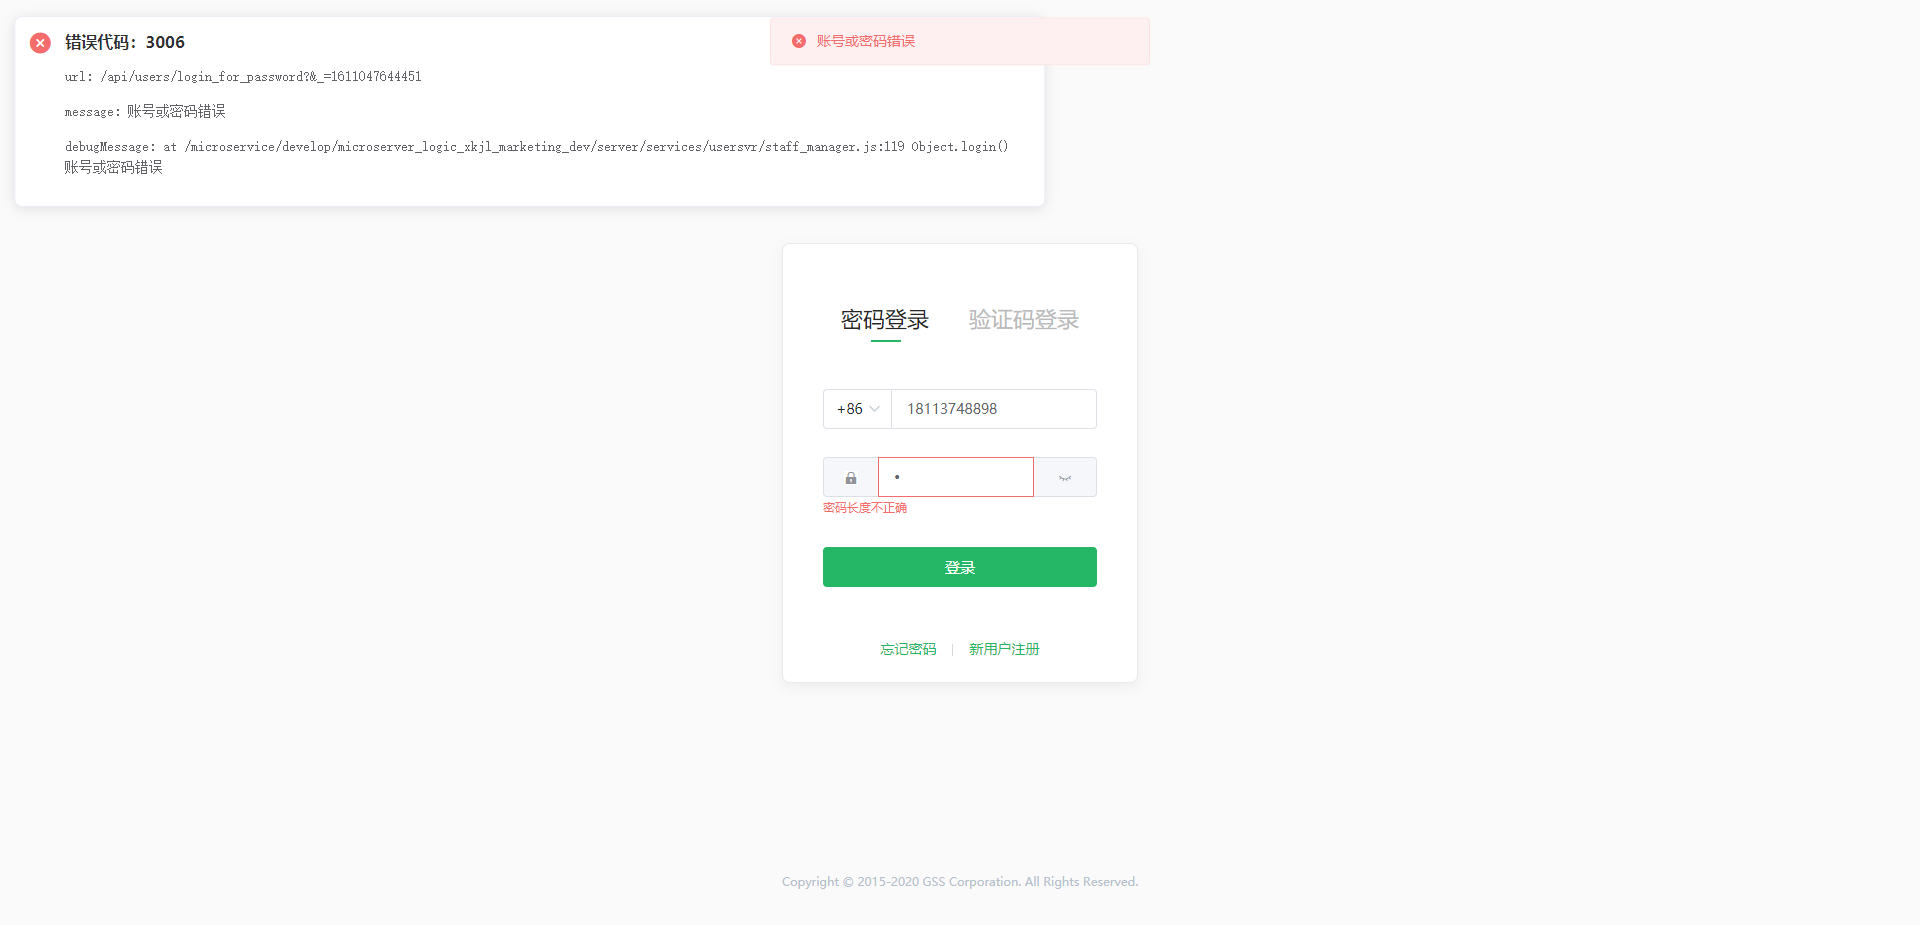 错误代码：3006
url: /api/users/login_for_password?&_=1611047644451
message: 账号或密码错误
debugMessage: at /microservice/develop/microserver_logic_xkjl_marketing_dev/server/services/usersvr/staff_manager.js:119 Object.login()
账号或密码错误
账号或密码错误
密码登录 验证码登录
+86 18113748898
密码长度不正确
登录
忘记密码 | 新用户注册
Copyright © 2015-2020 GSS Corporation. All Rights Reserved.